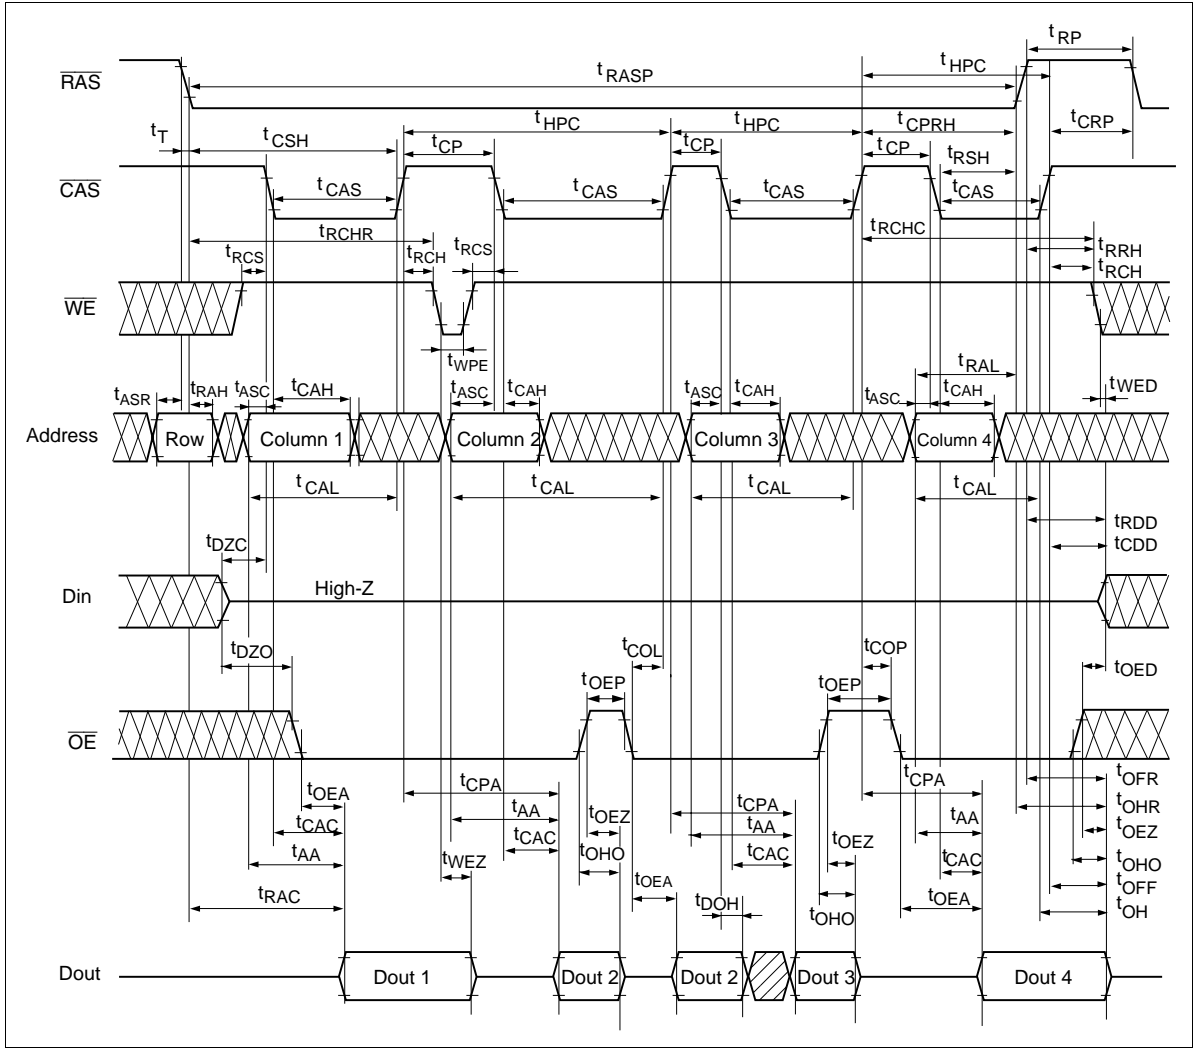 tRP
tHPC
RAS
tRASP
tHPC tHPC tCPRH tCRP
tT tCSH tCP tCP tCP tRSH
CAS
tCAS tCAS tCAS tCAS
tRCHR tRCHC
tRCS tRCH tRCS tRRH
tRCH
WE
tWPE tRAL
tASR tRAH tASC tCAH tASC tCAH tASC tCAH tASC tCAH tWED
Address Row Column 1 Column 2 Column 3 Column 4
tCAL tCAL tCAL tCAL
tRDD
tDZC tCDD
Din High-Z
tDZO tCOL tCOP tOED
tOEP tOEP
OE
tOEA tCPA tCPA tCPA tOFR
tCAC tAA tOEZ tAA tAA tOHR
tAA tCAC tOHO tCAC tOEZ tCAC tOEZ
tWEZ tOHO
tRAC tOEA tDOH tOHO tOEA tOFF
tOH
Dout Dout 1 Dout 2 Dout 2 Dout 3 Dout 4